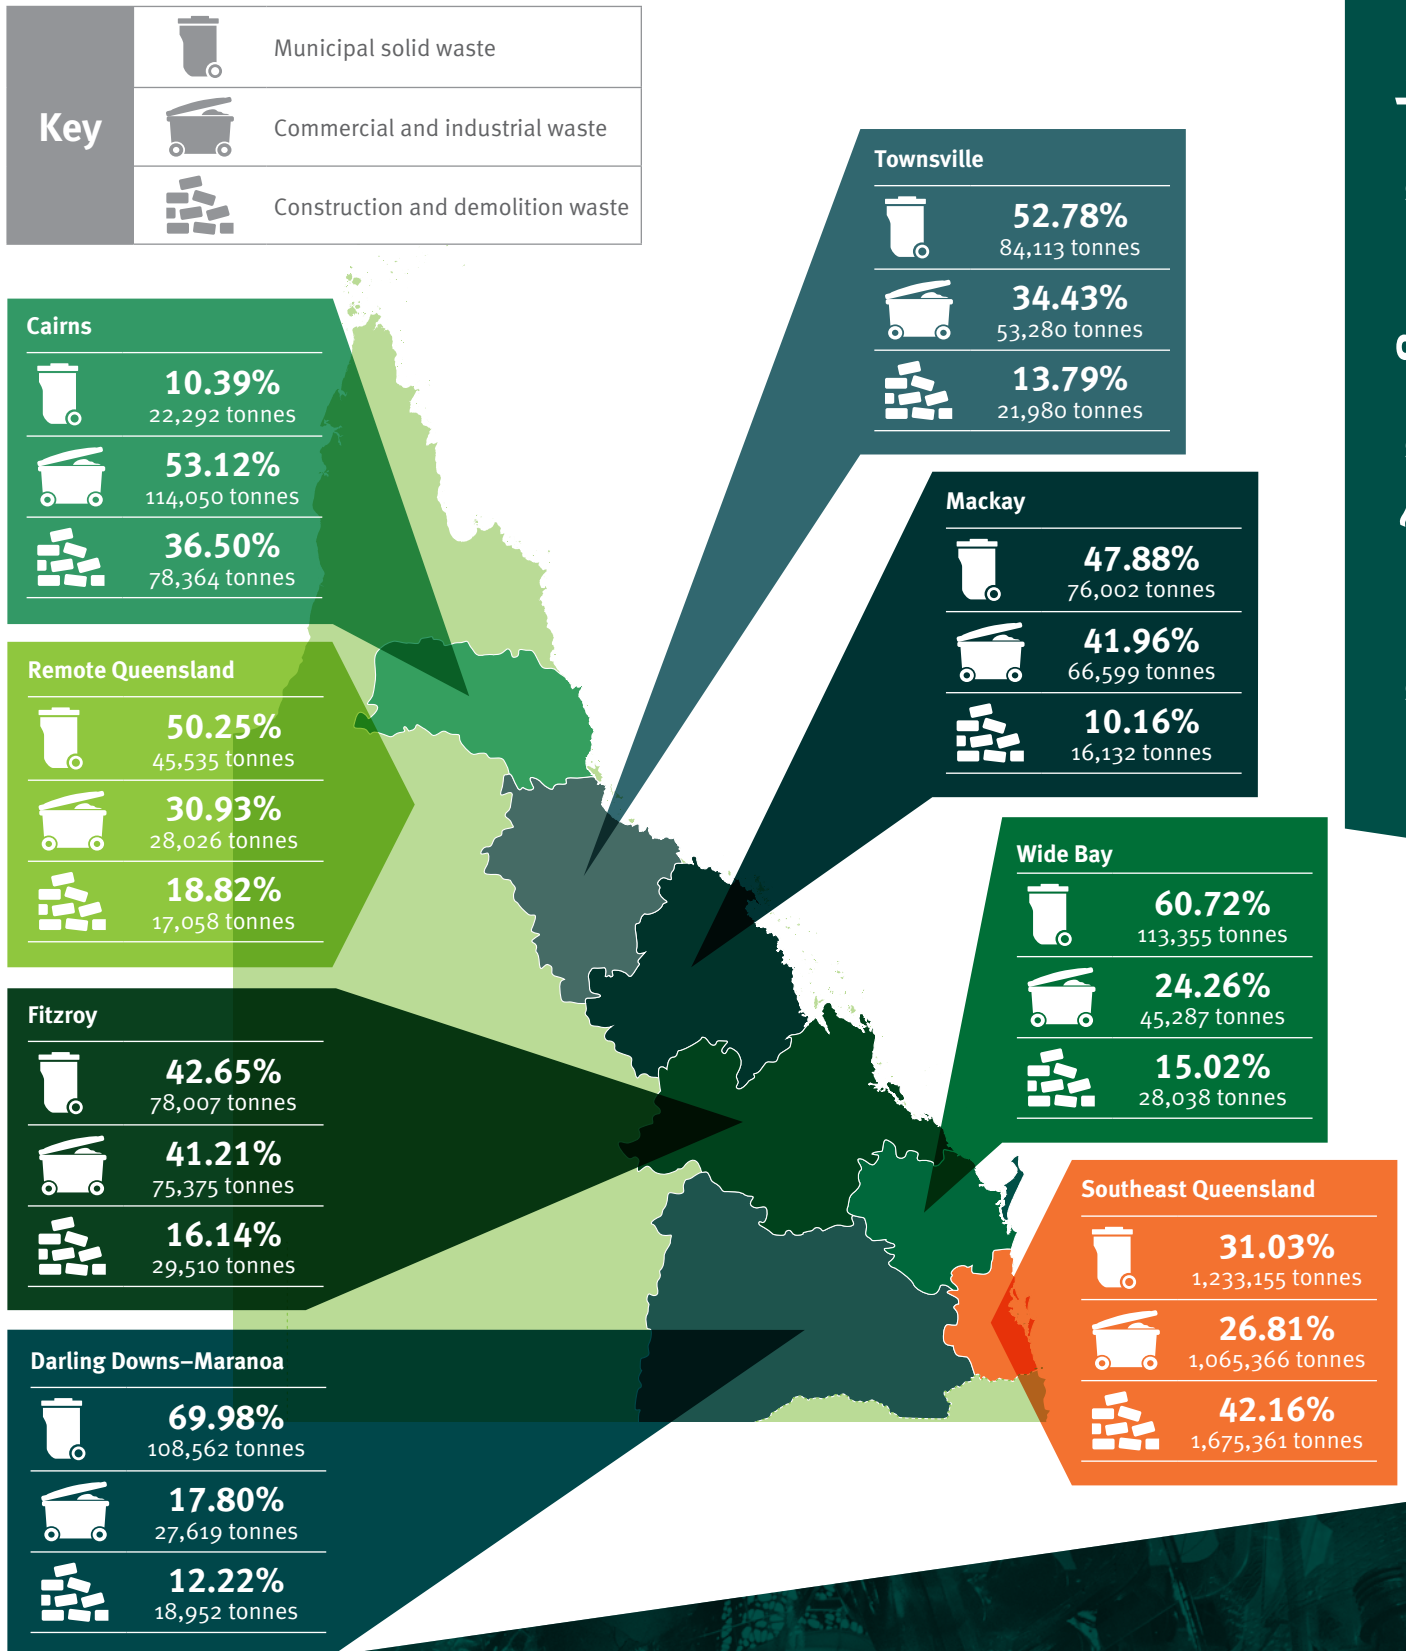 Key
Municipal solid waste
Commercial and industrial waste
Construction and demolition waste
Townsville
52.78%
84,113 tonnes
34.43%
53,280 tonnes
13.79%
21,980 tonnes
Cairns
10.39%
22,292 tonnes
53.12%
114,050 tonnes
36.50%
78,364 tonnes
Mackay
47.88%
76,002 tonnes
41.96%
66,599 tonnes
10.16%
16,132 tonnes
Remote Queensland
50.25%
45,535 tonnes
30.93%
28,026 tonnes
18.82%
17,058 tonnes
Wide Bay
60.72%
113,355 tonnes
24.26%
45,287 tonnes
15.02%
28,038 tonnes
Fitzroy
42.65%
78,007 tonnes
41.21%
75,375 tonnes
16.14%
29,510 tonnes
Southeast Queensland
31.03%
1,233,155 tonnes
26.81%
1,065,366 tonnes
42.16%
1,675,361 tonnes
Darling Downs–Maranoa
69.98%
108,562 tonnes
17.80%
27,619 tonnes
12.22%
18,952 tonnes